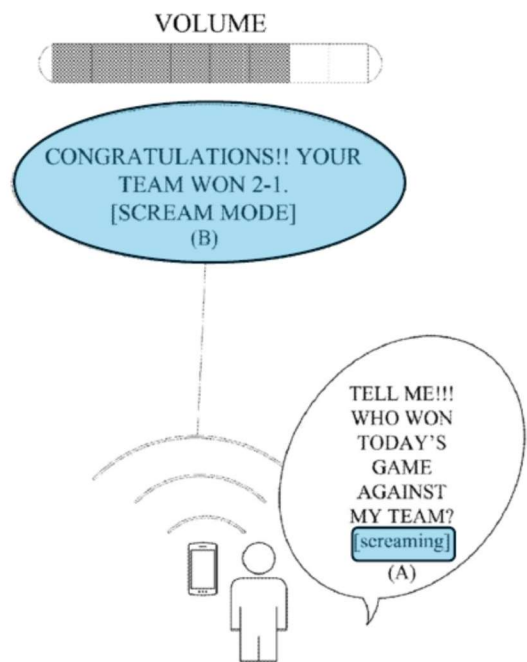 VOLUME
CONGRATULATIONS!! YOUR
TEAM WON 2-1.
[SCREAM MODE]
(B)
TELL ME!!!
WHO WON
TODAY'S
GAME
AGAINST
MY TEAM?
[screaming]
(A)